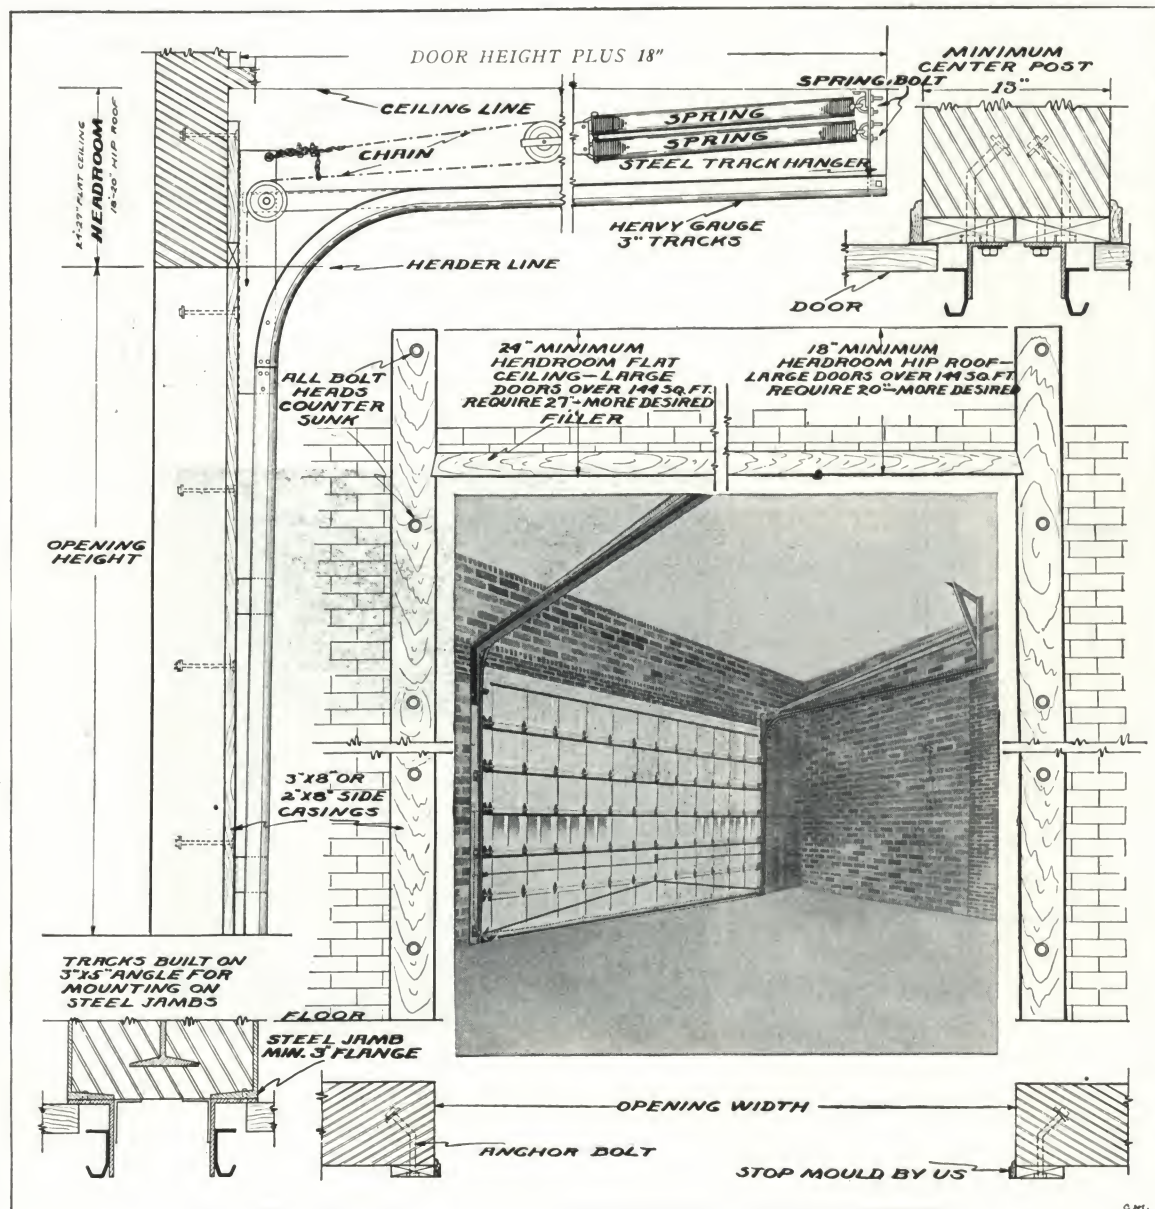 DOOR HEIGHT PLUS 18"
MINIMUM
CENTER POST
13"
SPRING BOLT
CEILING LINE
SPRING
SPRING
CHAIN
STEEL TRACK HANGER
HEADROOM
18"-20" HIP ROOF
HEAVY GAUGE
3" TRACKS
HEADER LINE
DOOR
24" MINIMUM
HEADROOM FLAT
CEILING-LARGE
DOORS OVER 144 SQ.FT.
REQUIRE 27"-MORE DESIRED
18" MINIMUM
HEADROOM HIP ROOF-
LARGE DOORS OVER 144 SQ.FT.
REQUIRE 20"-MORE DESIRED
ALL BOLT
HEADS
COUNTER
SUNK
FILLER
OPENING
HEIGHT
3"X8" OR
2"X8" SIDE
CASINGS
TRACKS BUILT ON
3"X5" ANGLE FOR
MOUNTING ON
STEEL JAMBS
FLOOR
STEEL JAMB
MIN. 3" FLANGE
OPENING WIDTH
ANCHOR BOLT
STOP MOULD BY US